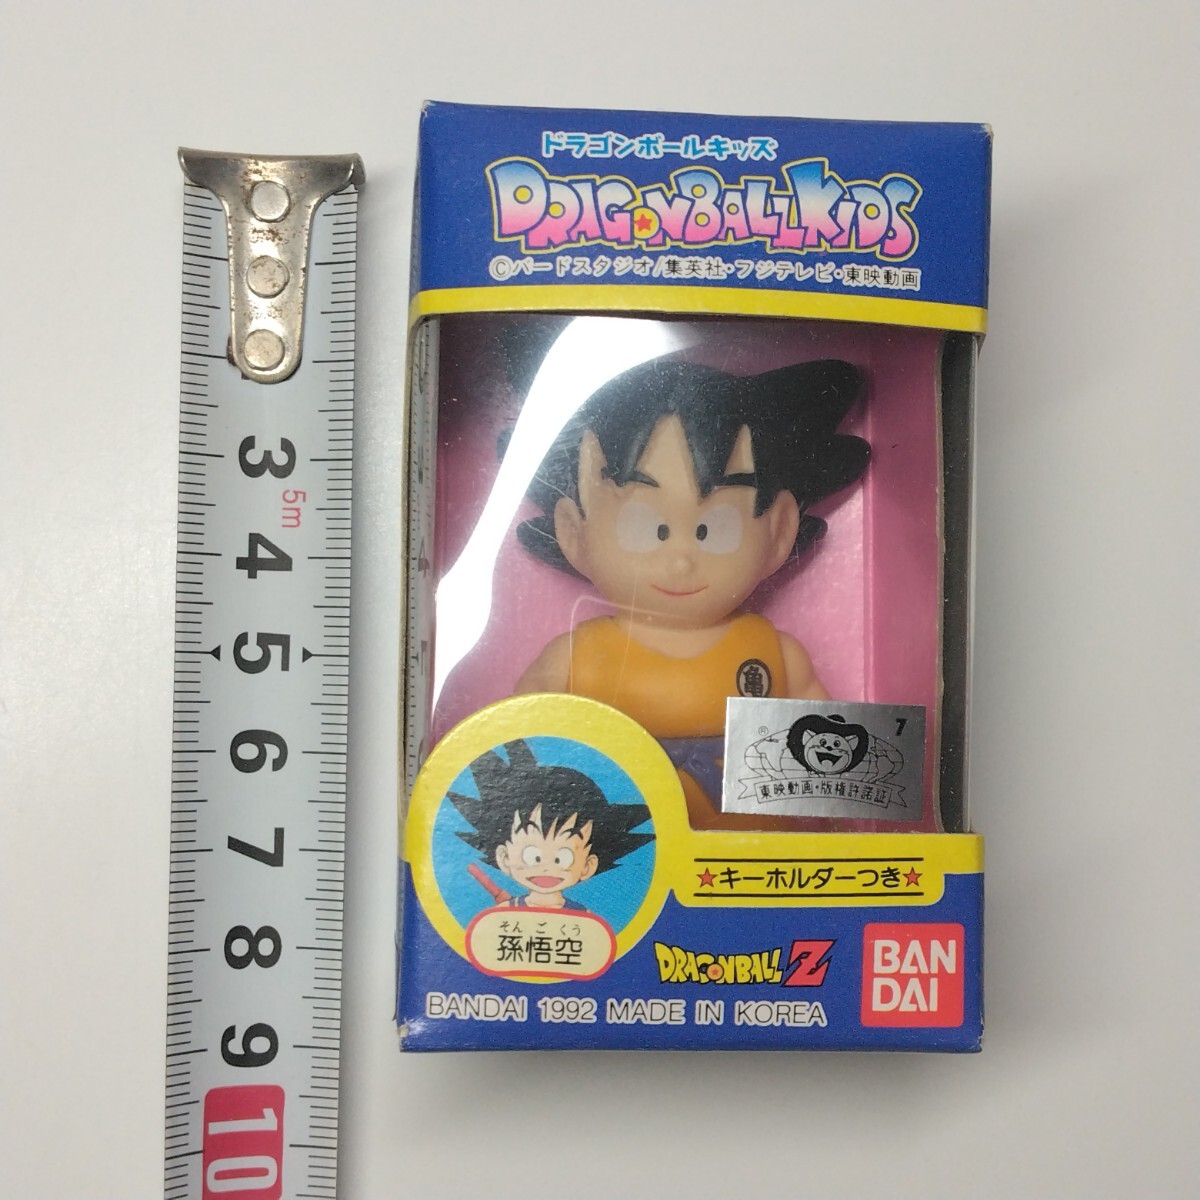 ドラゴンボールキッズ
DRAGONBALLKIDS
©バードスタジオ/集英社・フジテレビ・東映動画
亀
® 7
東映動画・版権許諾証
★キーホルダーつき★
そん ご くう
孫悟空
DRAGONBALL Z
BAN
DAI
BANDAI 1992 MADE IN KOREA
3
5m
4
5
6
7
8
9
10